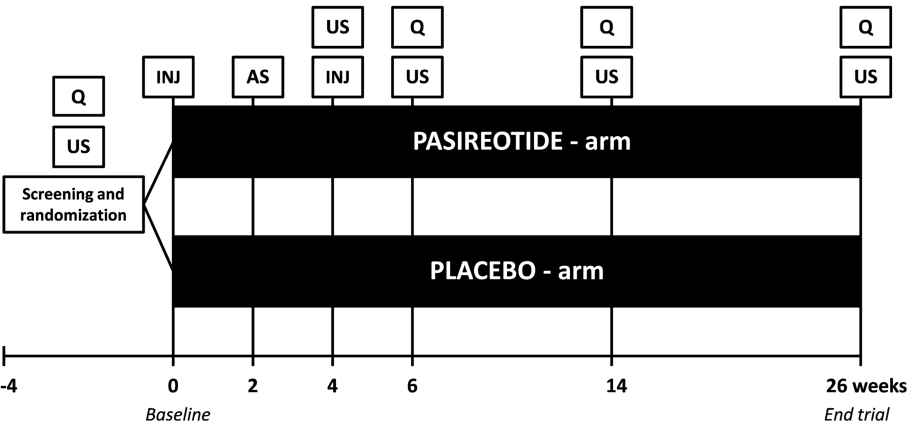 US Q Q Q
INJ AS INJ US US US
Q
US
PASIREOTIDE - arm
Screening and
randomization
PLACEBO - arm
-4 0 2 4 6 14 26 weeks
Baseline End trial